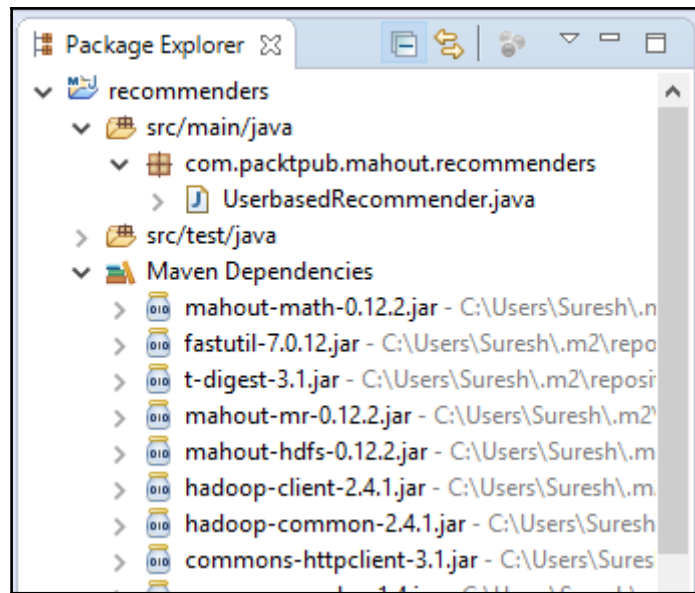 Package Explorer
recommenders
src/main/java
com.packtpub.mahout.recommenders
UserbasedRecommender.java
src/test/java
Maven Dependencies
mahout-math-0.12.2.jar - C:\Users\Suresh\.n
fastutil-7.0.12.jar - C:\Users\Suresh\.m2\repo
t-digest-3.1.jar - C:\Users\Suresh\.m2\reposi
mahout-mr-0.12.2.jar - C:\Users\Suresh\.m2\
mahout-hdfs-0.12.2.jar - C:\Users\Suresh\.m
hadoop-client-2.4.1.jar - C:\Users\Suresh\.m
hadoop-common-2.4.1.jar - C:\Users\Suresh
commons-httpclient-3.1.jar - C:\Users\Sures